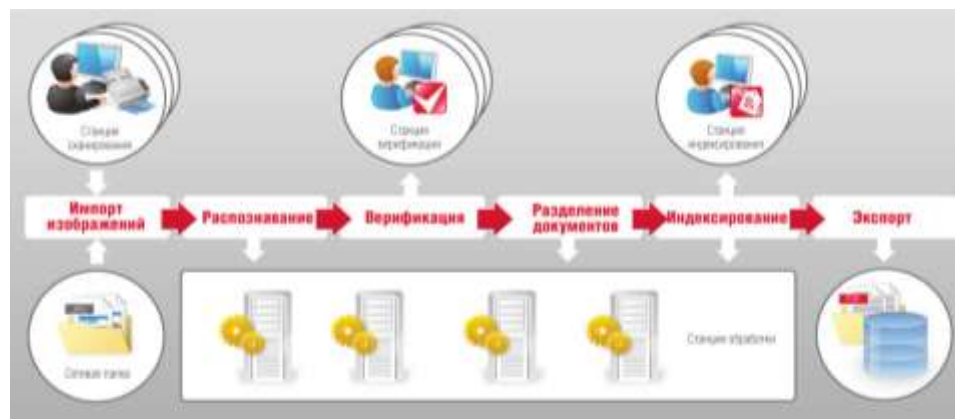 Станция
сканирования
Станция
верификации
Станция
индексирования
Импорт
изображений
Распознавание
Верификация
Разделение
документов
Индексирование
Экспорт
Сетевая папка
Станции обработки